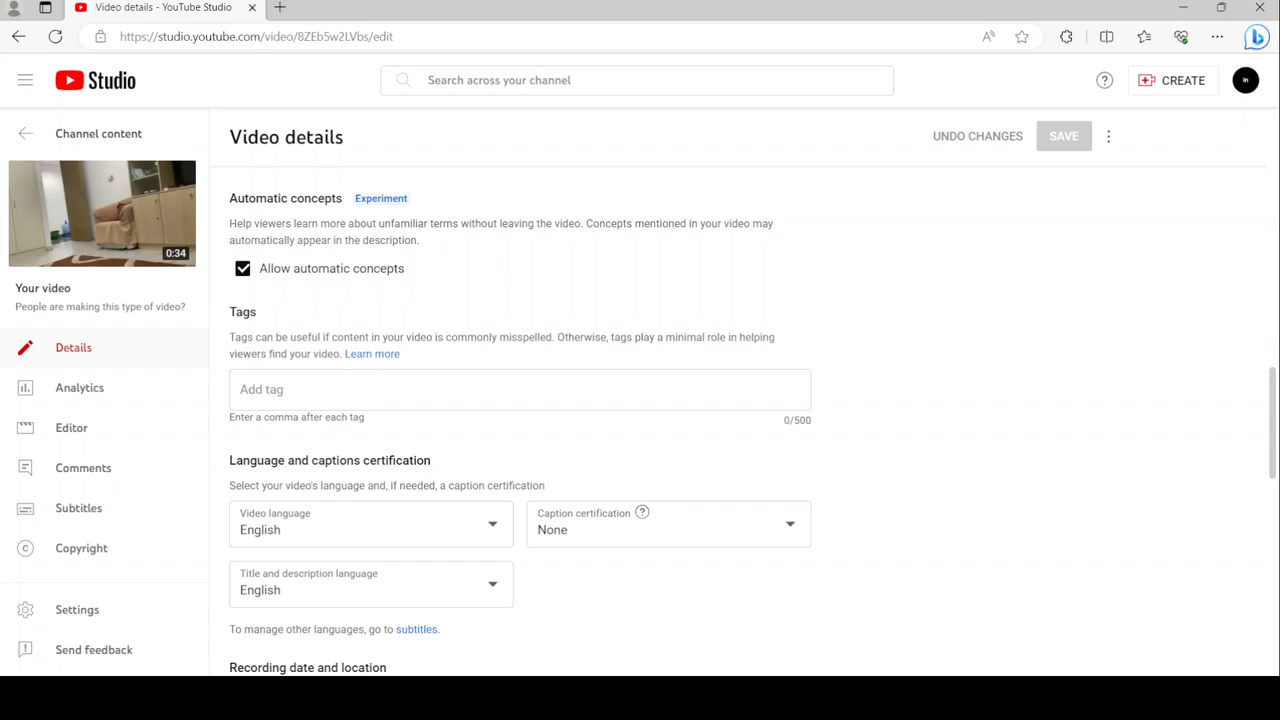 Video details - YouTube Studio
https://studio.youtube.com/video/8ZEb5w2LVbs/edit
Studio
Search across your channel
CREATE
Channel content
0:34
Your video
People are making this type of video?
Details
Analytics
Editor
Comments
Subtitles
Copyright
Settings
Send feedback
Video details
UNDO CHANGES
SAVE
Automatic concepts Experiment
Help viewers learn more about unfamiliar terms without leaving the video. Concepts mentioned in your video may
automatically appear in the description.
Allow automatic concepts
Tags
Tags can be useful if content in your video is commonly misspelled. Otherwise, tags play a minimal role in helping
viewers find your video. Learn more
Add tag
Enter a comma after each tag
0/500
Language and captions certification
Select your video's language and, if needed, a caption certification
Video language
English
Caption certification
None
Title and description language
English
To manage other languages, go to subtitles.
Recording date and location